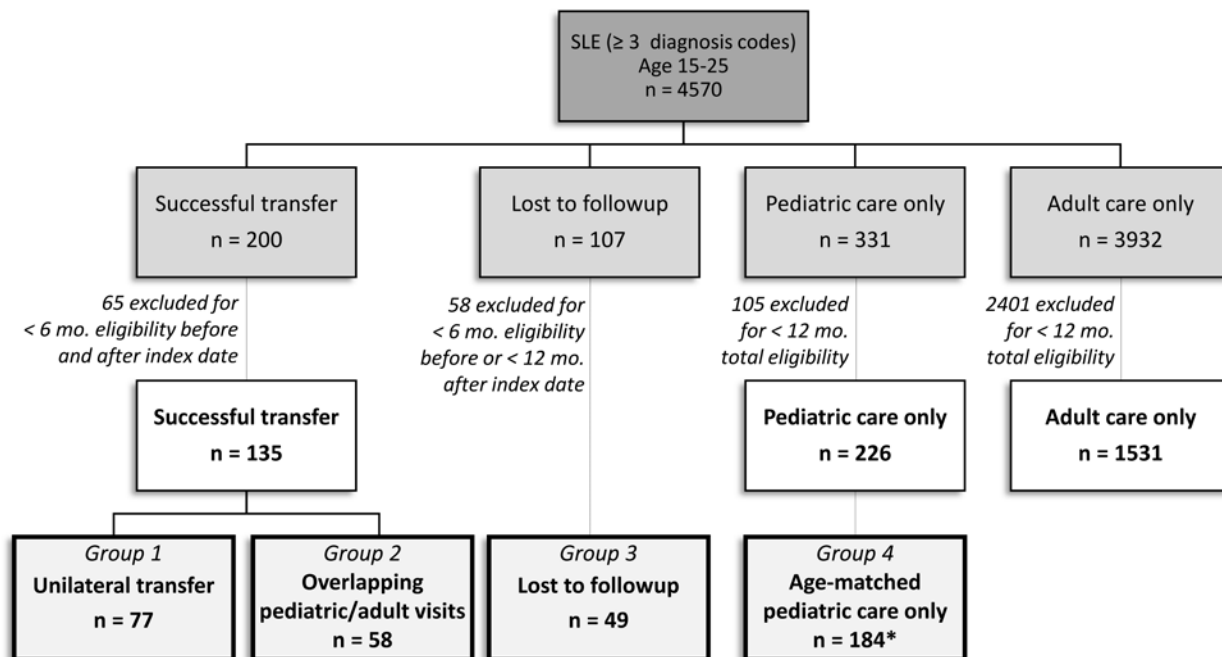 SLE (≥ 3 diagnosis codes)
Age 15-25
n = 4570
Successful transfer
n = 200
Lost to followup
n = 107
Pediatric care only
n = 331
Adult care only
n = 3932
65 excluded for
< 6 mo. eligibility before
and after index date
58 excluded for
< 6 mo. eligibility
before or < 12 mo.
after index date
105 excluded
for < 12 mo.
total eligibility
2401 excluded
for < 12 mo.
total eligibility
Successful transfer
n = 135
Pediatric care only
n = 226
Adult care only
n = 1531
Group 1
Unilateral transfer
n = 77
Group 2
Overlapping
pediatric/adult visits
n = 58
Group 3
Lost to followup
n = 49
Group 4
Age-matched
pediatric care only
n = 184*